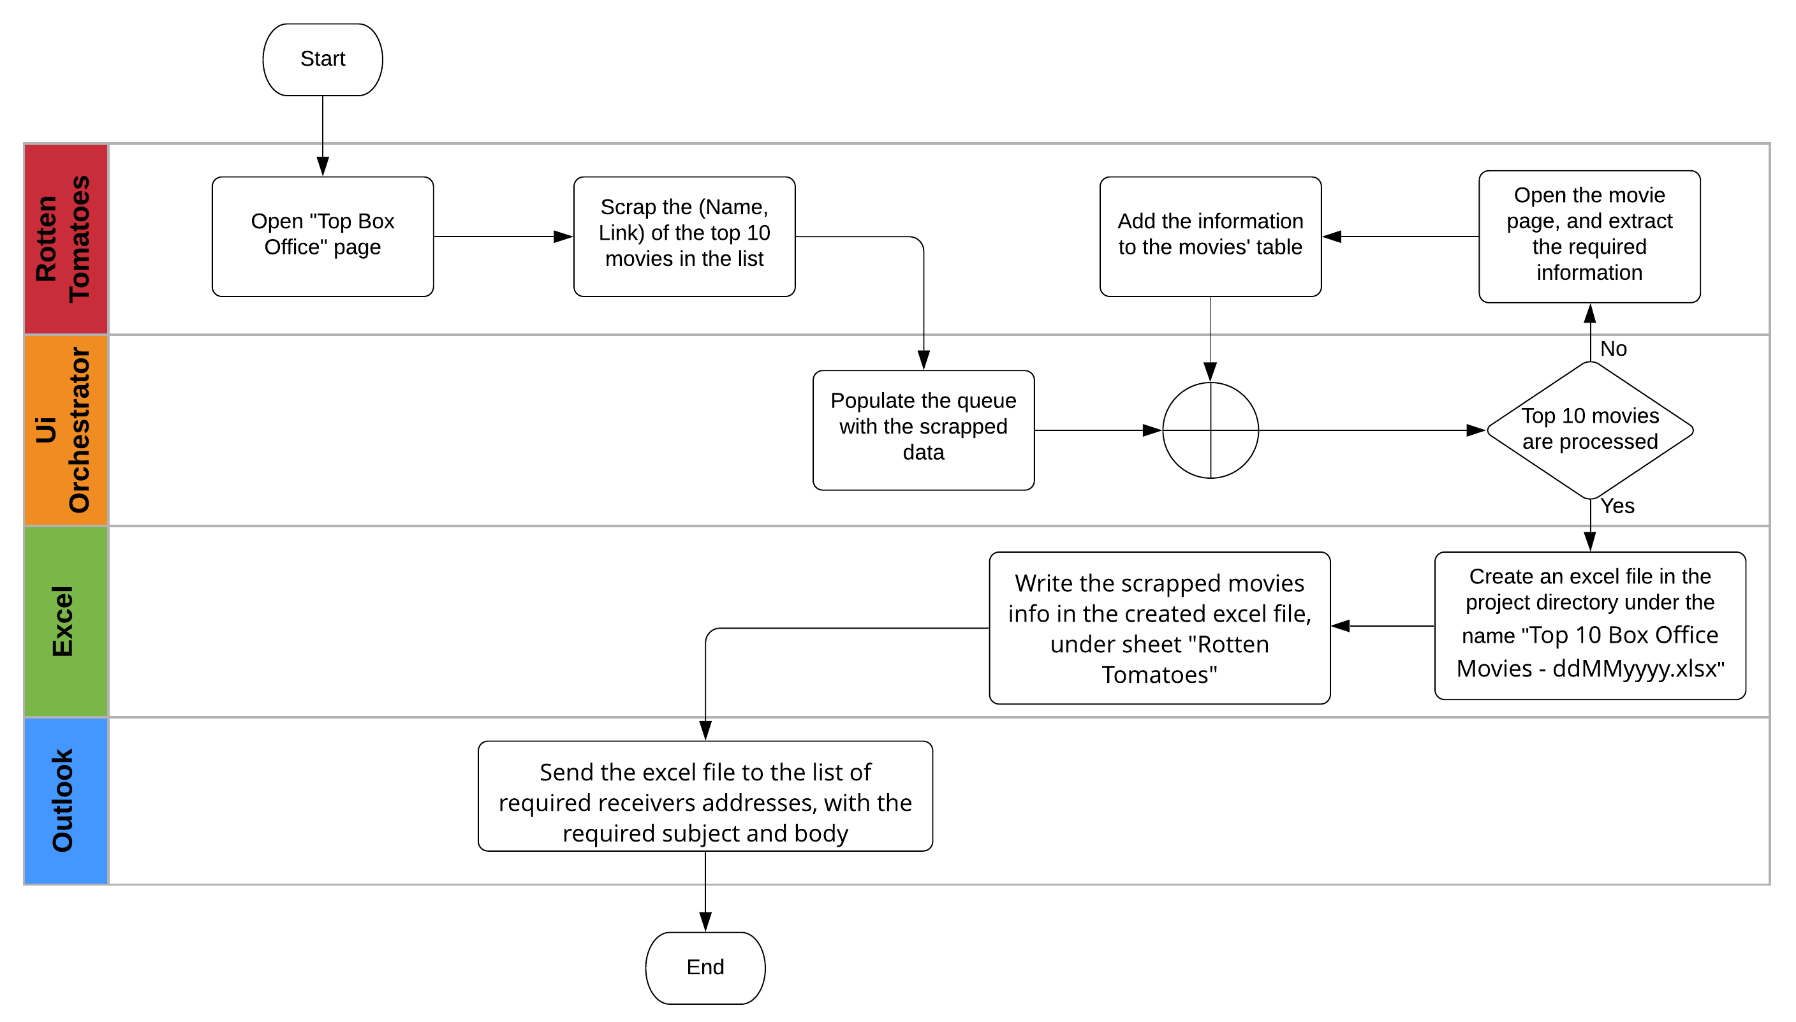 Start
Rotten
Tomatoes
Open "Top Box
Office" page
Scrap the (Name,
Link) of the top 10
movies in the list
Add the information
to the movies' table
Open the movie
page, and extract
the required
information
No
Ui
Orchestrator
Populate the queue
with the scrapped
data
Top 10 movies
are processed
Yes
Excel
Write the scrapped movies
info in the created excel file,
under sheet "Rotten
Tomatoes"
Create an excel file in the
project directory under the
name "Top 10 Box Office
Movies - ddMMyyyy.xlsx"
Outlook
Send the excel file to the list of
required receivers addresses, with the
required subject and body
End